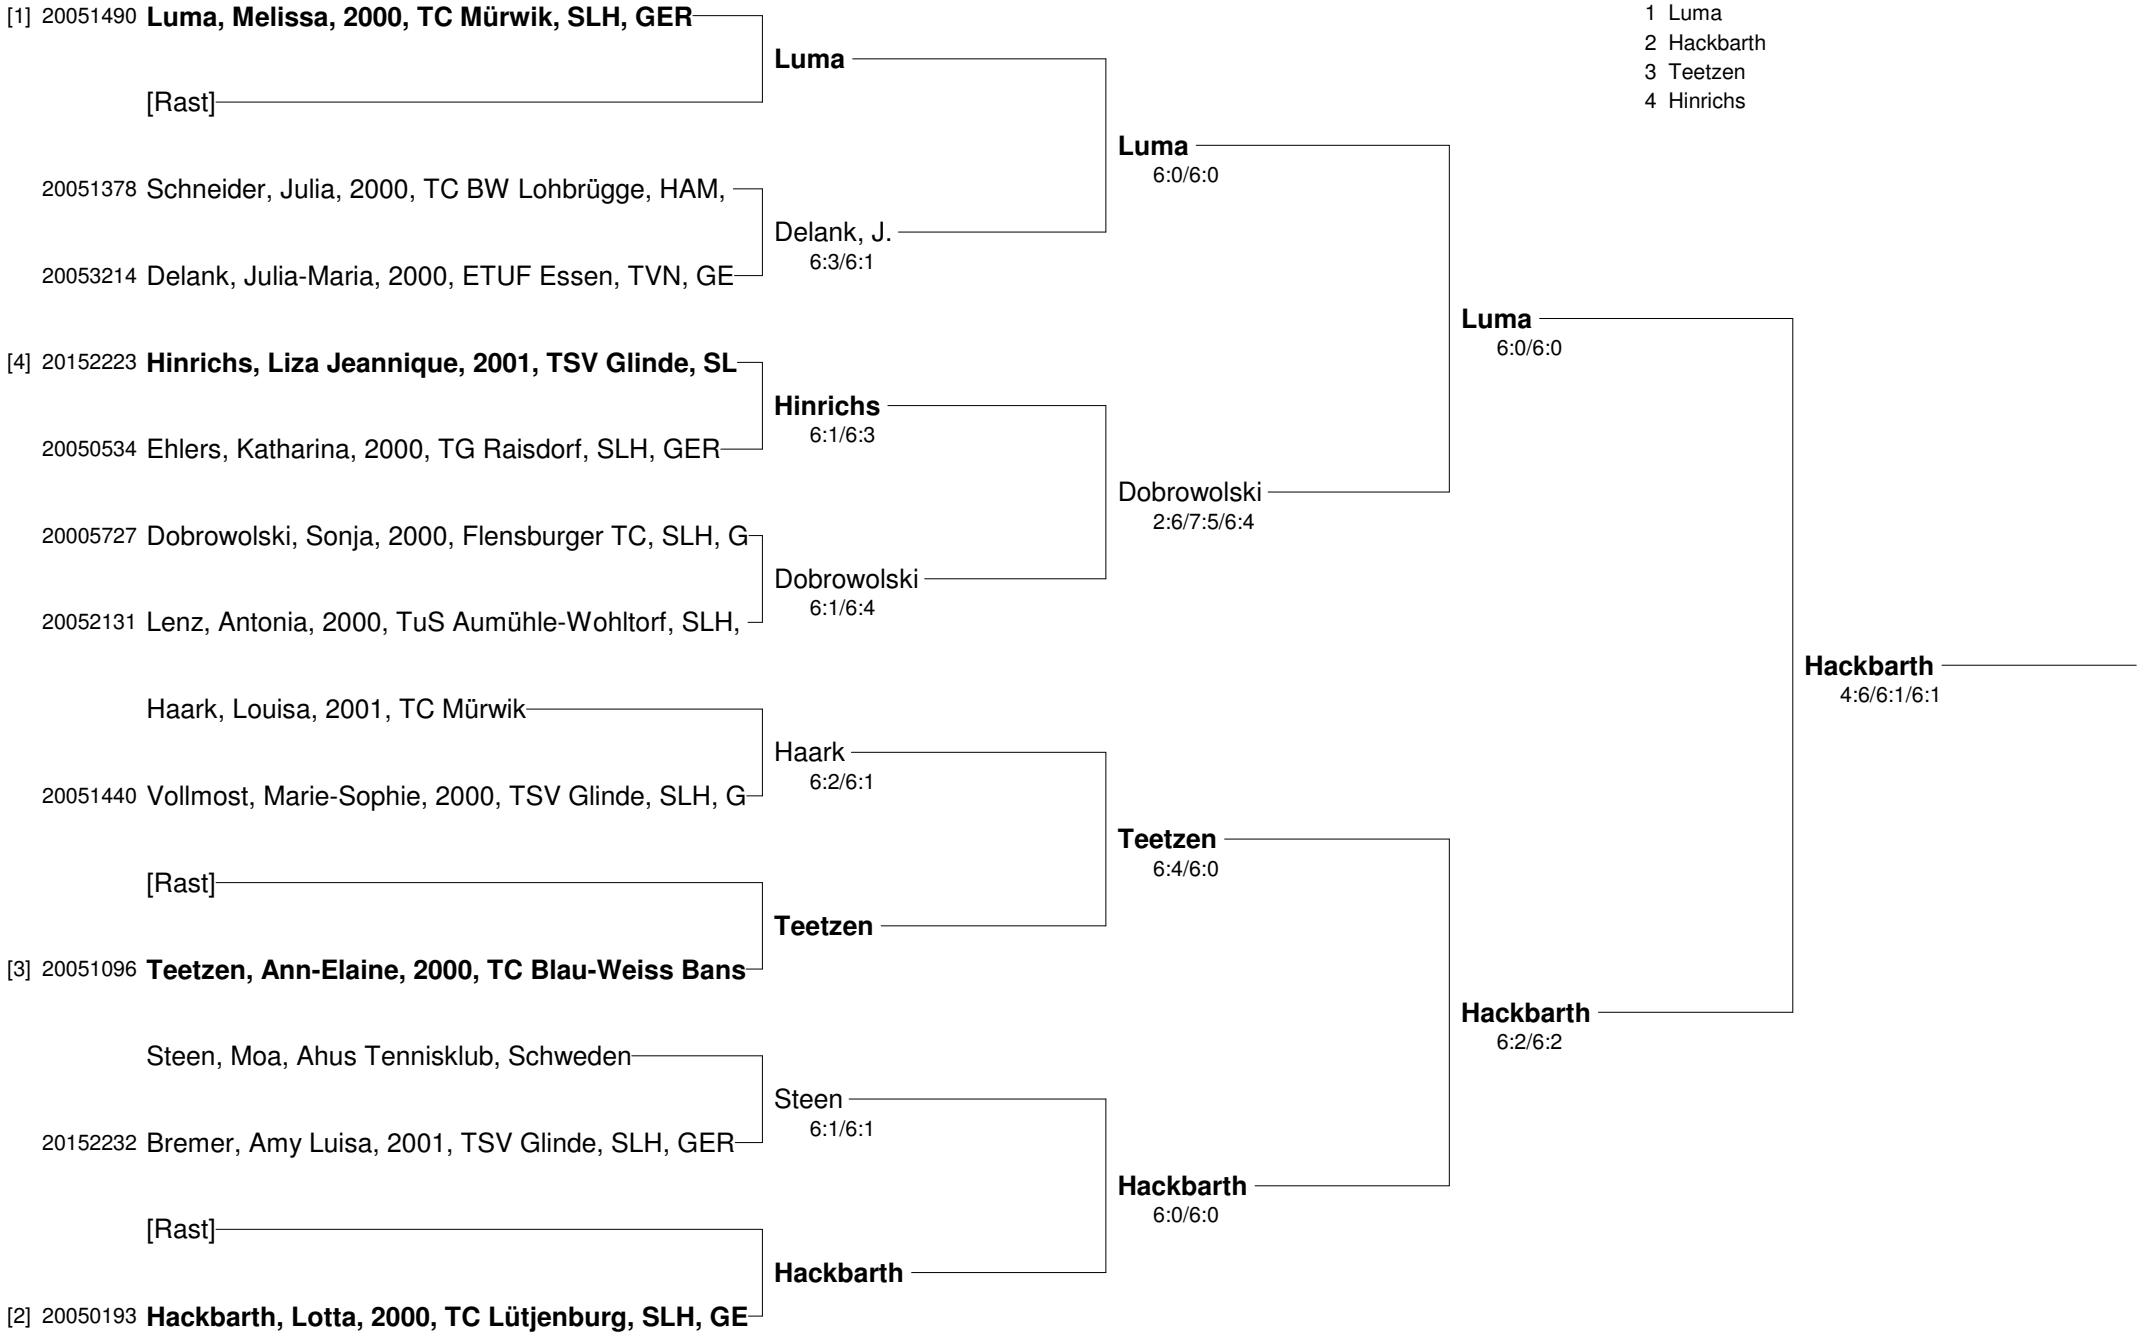 [1] 20051490 Luma, Melissa, 2000, TC Mürwik, SLH, GER
1 Luma
2 Hackbarth
3 Teetzen
4 Hinrichs
Luma
[Rast]
Luma
6:0/6:0
20051378 Schneider, Julia, 2000, TC BW Lohbrügge, HAM,
Delank, J.
6:3/6:1
20053214 Delank, Julia-Maria, 2000, ETUF Essen, TVN, GE
Luma
6:0/6:0
[4] 20152223 Hinrichs, Liza Jeannique, 2001, TSV Glinde, SL
Hinrichs
6:1/6:3
20050534 Ehlers, Katharina, 2000, TG Raisdorf, SLH, GER
Dobrowolski
2:6/7:5/6:4
20005727 Dobrowolski, Sonja, 2000, Flensburger TC, SLH, G
Dobrowolski
6:1/6:4
20052131 Lenz, Antonia, 2000, TuS Aumühle-Wohltorf, SLH,
Hackbarth
4:6/6:1/6:1
Haark, Louisa, 2001, TC Mürwik
Haark
6:2/6:1
20051440 Vollmost, Marie-Sophie, 2000, TSV Glinde, SLH, G
Teetzen
6:4/6:0
[Rast]
Teetzen
[3] 20051096 Teetzen, Ann-Elaine, 2000, TC Blau-Weiss Bans
Hackbarth
6:2/6:2
Steen, Moa, Ahus Tennisklub, Schweden
Steen
6:1/6:1
20152232 Bremer, Amy Luisa, 2001, TSV Glinde, SLH, GER
Hackbarth
6:0/6:0
[Rast]
Hackbarth
[2] 20050193 Hackbarth, Lotta, 2000, TC Lütjenburg, SLH, GE